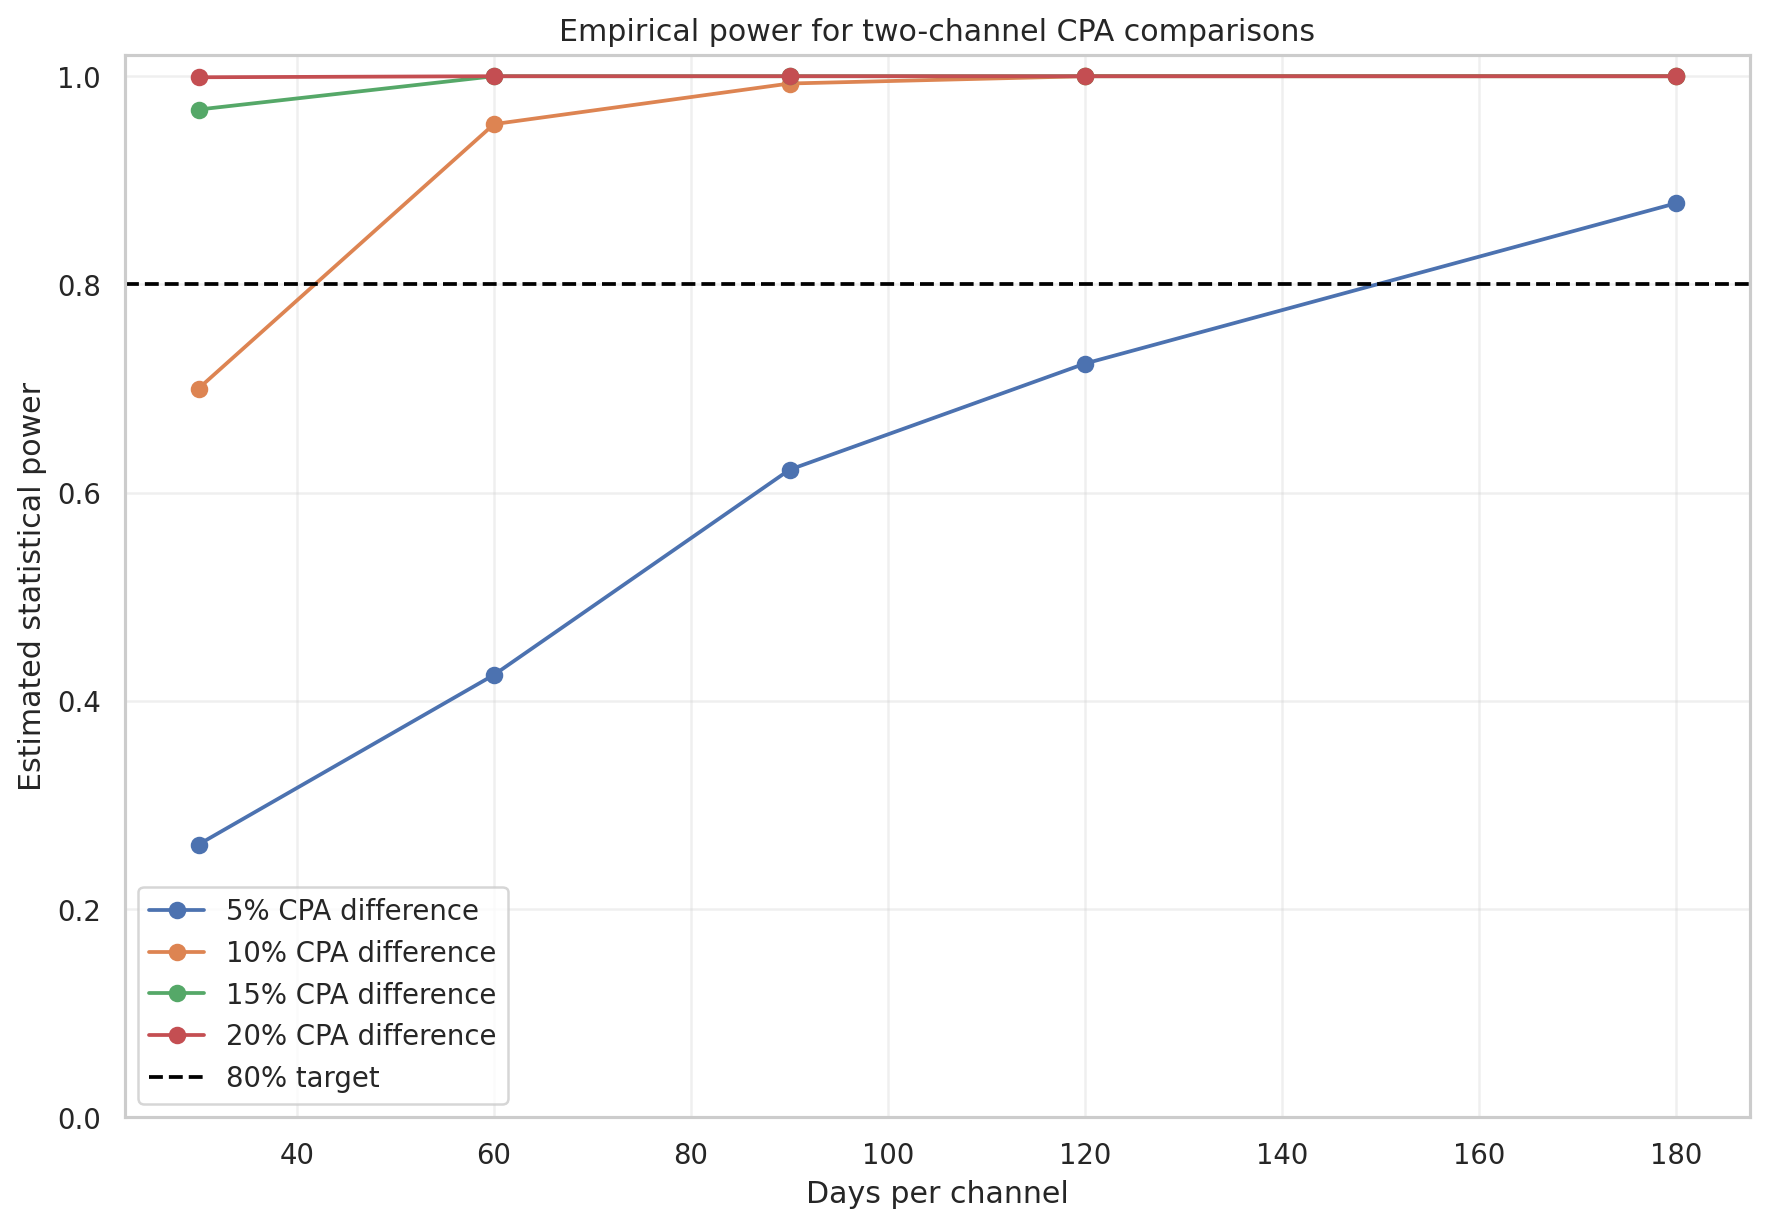 Empirical power for two-channel CPA comparisons
Estimated statistical power
1.0
0.8
0.6
0.4
0.2
0.0
5% CPA difference
10% CPA difference
15% CPA difference
20% CPA difference
80% target
40 60 80 100 120 140 160 180
Days per channel